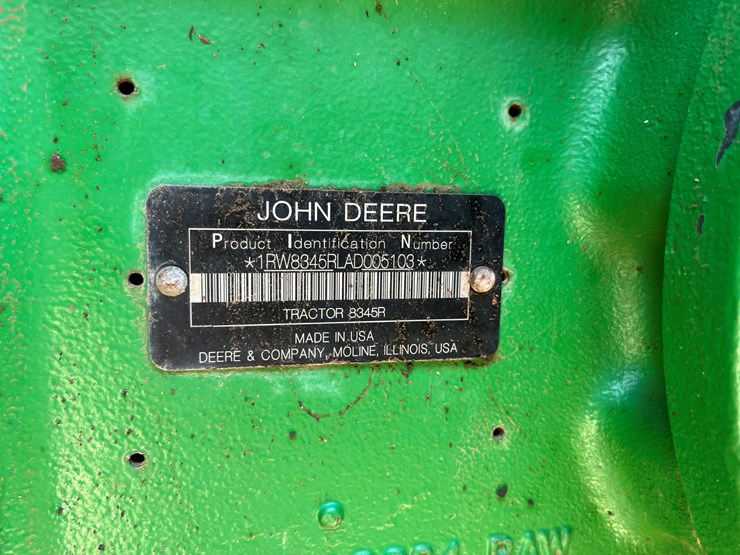 JOHN DEERE
Product Identification Number
*1RW8345RLAD005103*
TRACTOR 8345R
MADE IN USA
DEERE & COMPANY, MOLINE, ILLINOIS, USA